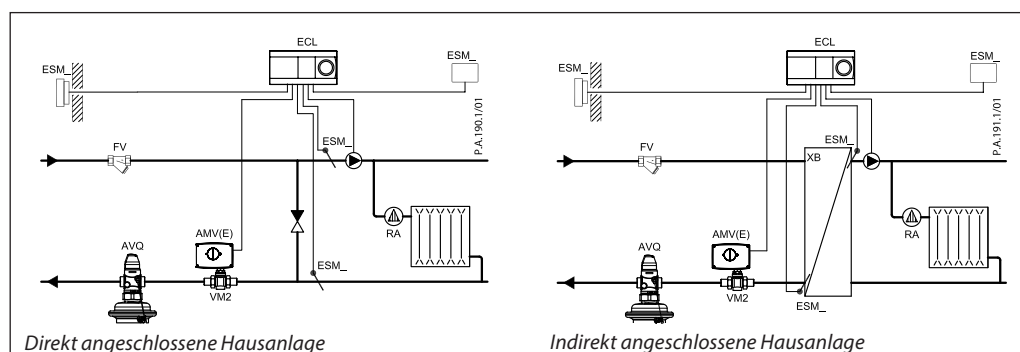 ECL
ESM_
ESM_
P.A.190.1/01
FV
ESM_
RA
AVQ
AMV(E)
VM2
ESM_
Direkt angeschlossene Hausanlage
ECL
ESM_
ESM_
P.A.191.1/01
FV
ESM_
XB
RA
AVQ
AMV(E)
VM2
ESM_
Indirekt angeschlossene Hausanlage